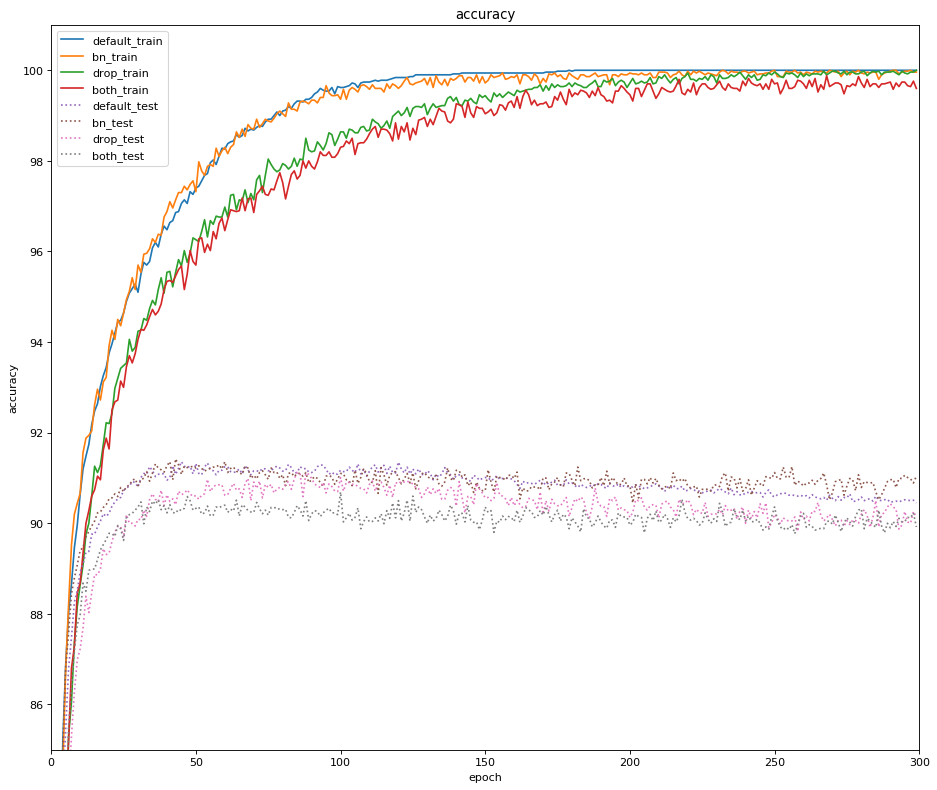 accuracy
default_train
bn_train
drop_train
both_train
default_test
bn_test
drop_test
both_test
accuracy
100
98
96
94
92
90
88
86
0 50 100 150 200 250 300
epoch